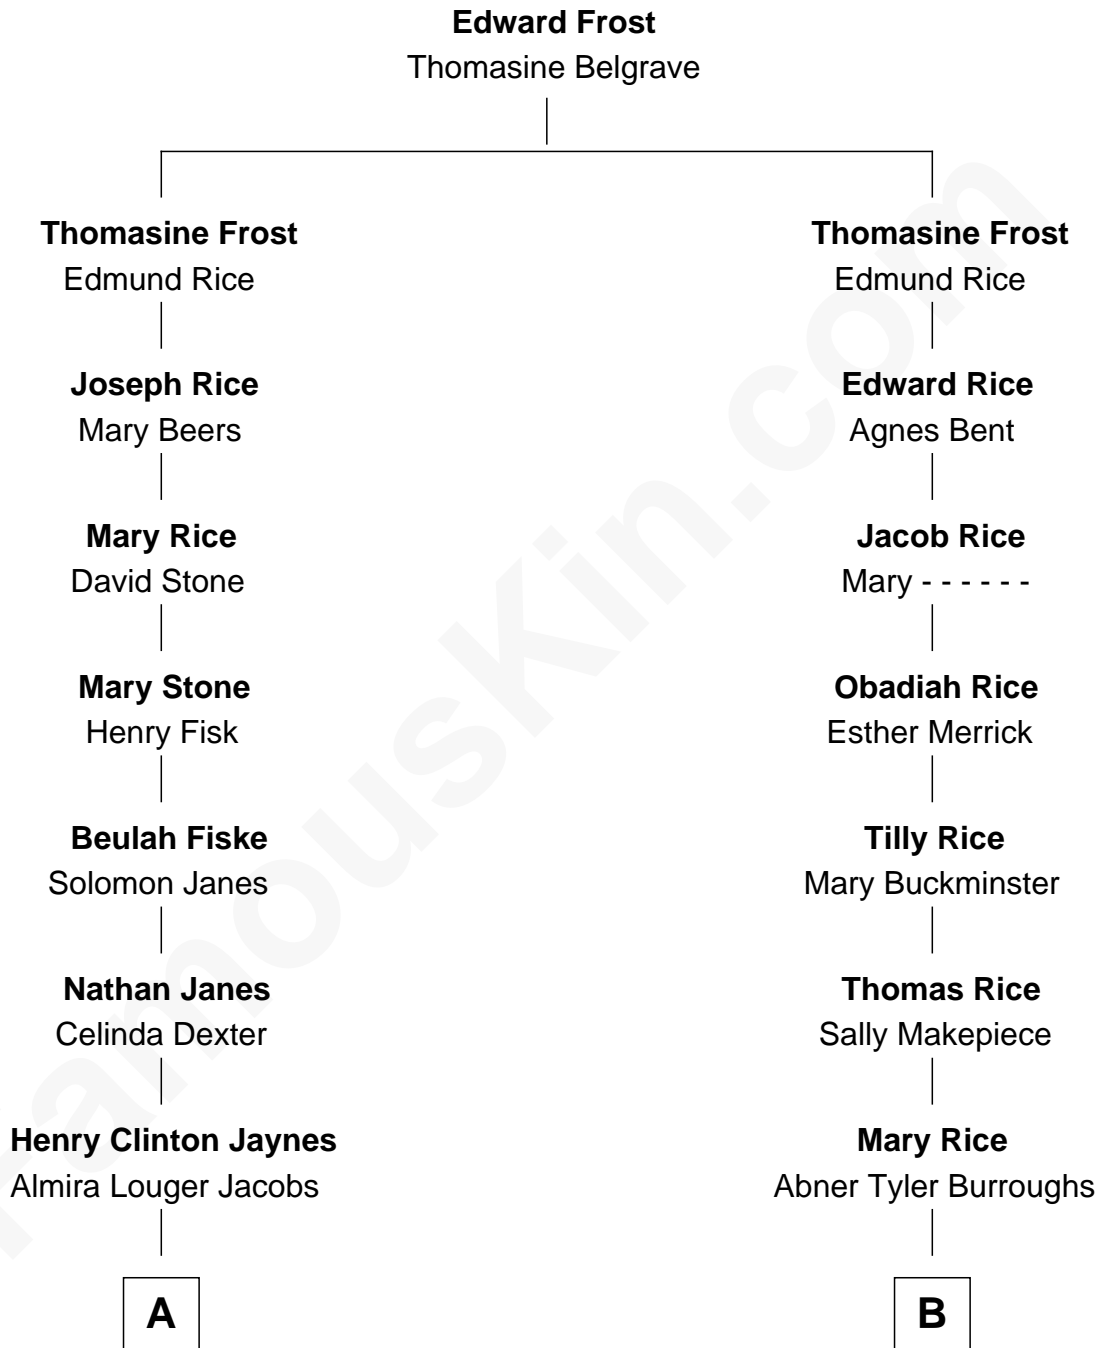 Edward Frost
Thomasine Belgrave
Thomasine Frost
Edmund Rice
Thomasine Frost
Edmund Rice
Joseph Rice
Mary Beers
Edward Rice
Agnes Bent
Mary Rice
David Stone
Jacob Rice
Mary - - - - - -
Mary Stone
Henry Fisk
Obadiah Rice
Esther Merrick
Beulah Fiske
Solomon Janes
Tilly Rice
Mary Buckminster
Nathan Janes
Celinda Dexter
Thomas Rice
Sally Makepiece
Henry Clinton Jaynes
Almira Louger Jacobs
Mary Rice
Abner Tyler Burroughs
A
B
FamousKin.com